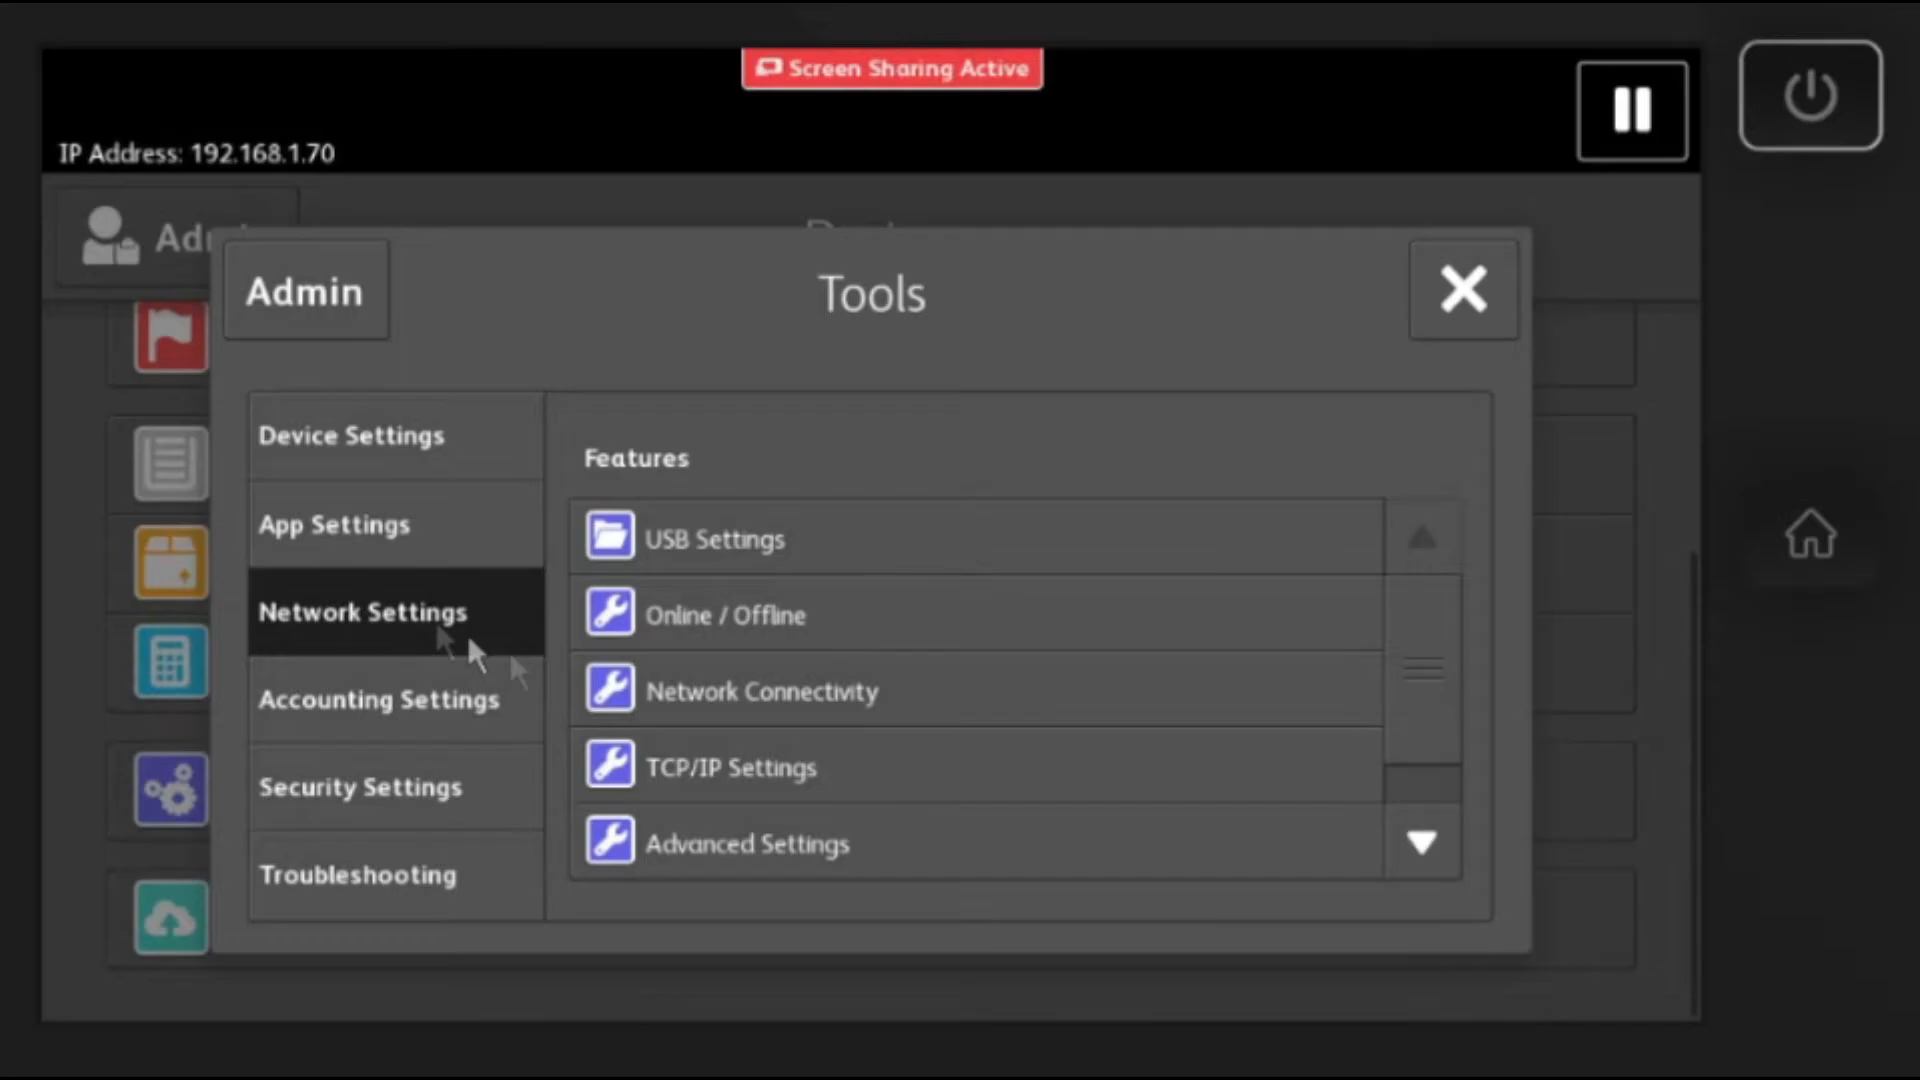 Screen Sharing Active
IP Address: 192.168.1.70
Admin
Tools
Device Settings
App Settings
Network Settings
Accounting Settings
Security Settings
Troubleshooting
Features
USB Settings
Online / Offline
Network Connectivity
TCP/IP Settings
Advanced Settings